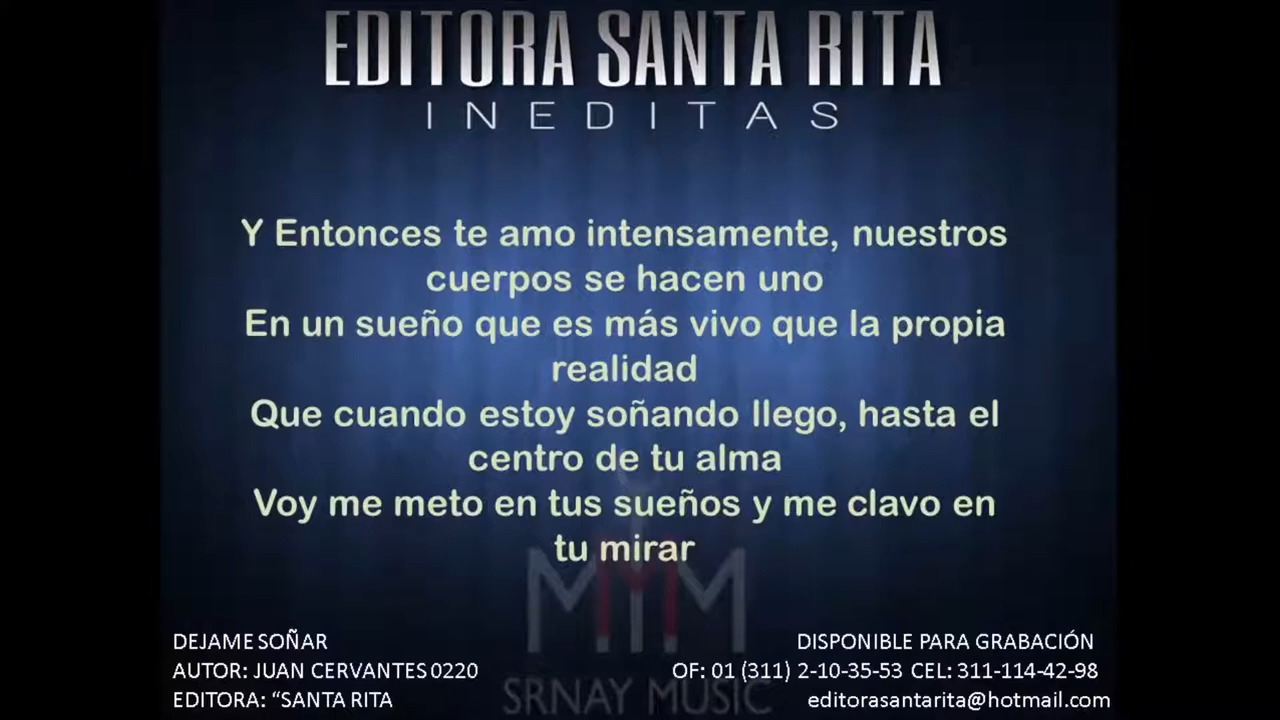 EDITORA SANTA RITA
INEDITAS
Y Entonces te amo intensamente, nuestros
cuerpos se hacen uno
En un sueño que es más vivo que la propia
realidad
Que cuando estoy soñando llego, hasta el
centro de tu alma
Voy me meto en tus sueños y me clavo en
tu mirar
MYM
SRNAY MUSIC
DEJAME SOÑAR
AUTOR: JUAN CERVANTES 0220
EDITORA: “SANTA RITA
DISPONIBLE PARA GRABACIÓN
OF: 01 (311) 2-10-35-53 CEL: 311-114-42-98
editorasantarita@hotmail.com